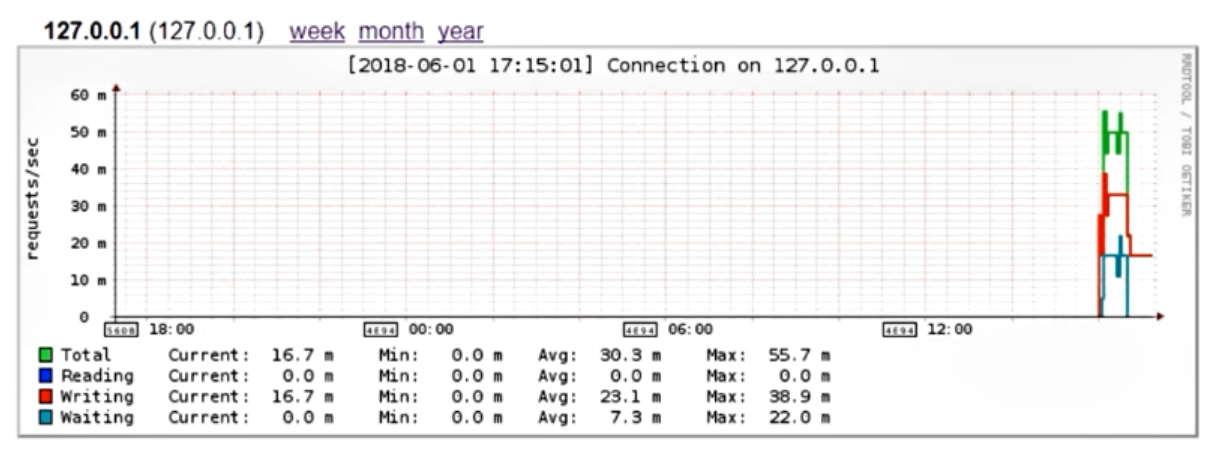 127.0.0.1 (127.0.0.1) week month year
[2018-06-01 17:15:01] Connection on 127.0.0.1
RRDTOOL / TOBI OETIKER
requests/sec
60 m
50 m
40 m
30 m
20 m
10 m
0
5608 18:00 4E94 00:00 4E94 06:00 4E94 12:00
Total Current: 16.7 m Min: 0.0 m Avg: 30.3 m Max: 55.7 m
Reading Current: 0.0 m Min: 0.0 m Avg: 0.0 m Max: 0.0 m
Writing Current: 16.7 m Min: 0.0 m Avg: 23.1 m Max: 38.9 m
Waiting Current: 0.0 m Min: 0.0 m Avg: 7.3 m Max: 22.0 m